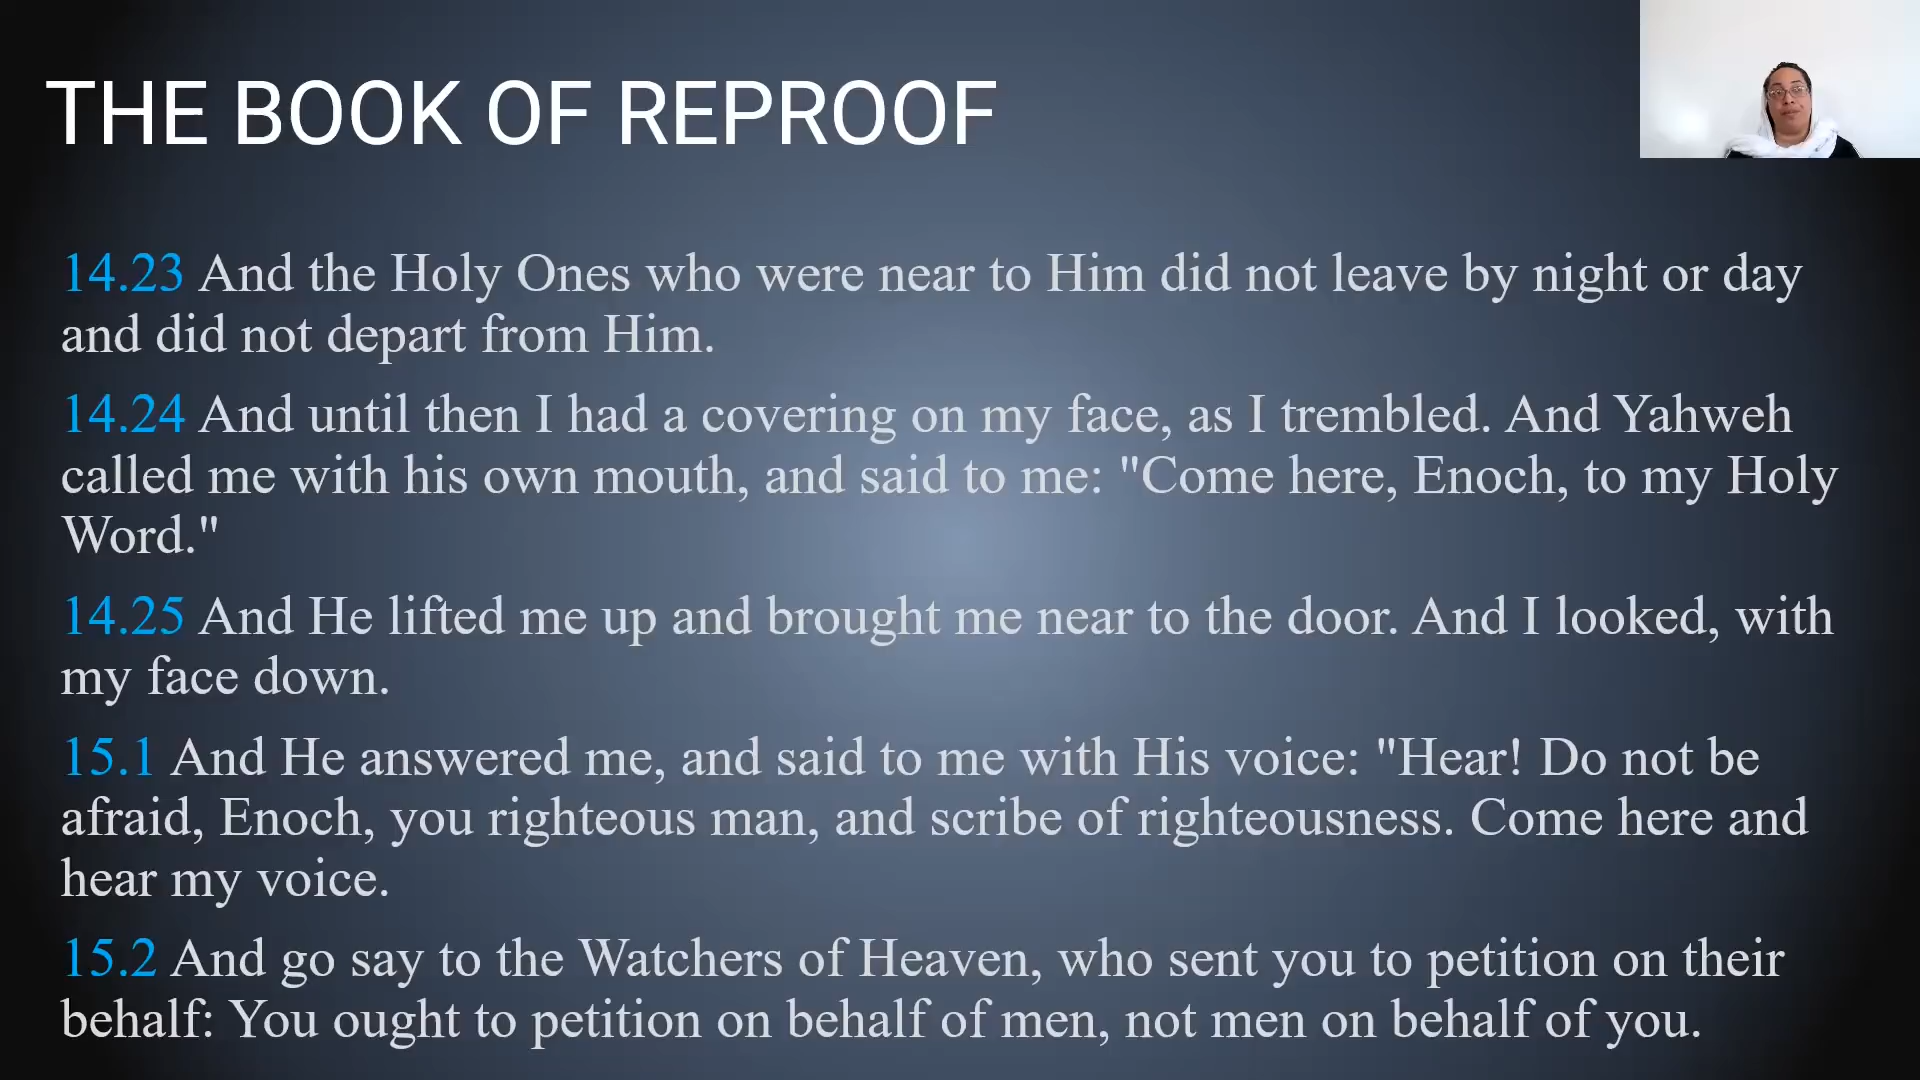 THE BOOK OF REPROOF
14.23 And the Holy Ones who were near to Him did not leave by night or day
and did not depart from Him.
14.24 And until then I had a covering on my face, as I trembled. And Yahweh
called me with his own mouth, and said to me: "Come here, Enoch, to my Holy
Word."
14.25 And He lifted me up and brought me near to the door. And I looked, with
my face down.
15.1 And He answered me, and said to me with His voice: "Hear! Do not be
afraid, Enoch, you righteous man, and scribe of righteousness. Come here and
hear my voice.
15.2 And go say to the Watchers of Heaven, who sent you to petition on their
behalf: You ought to petition on behalf of men, not men on behalf of you.